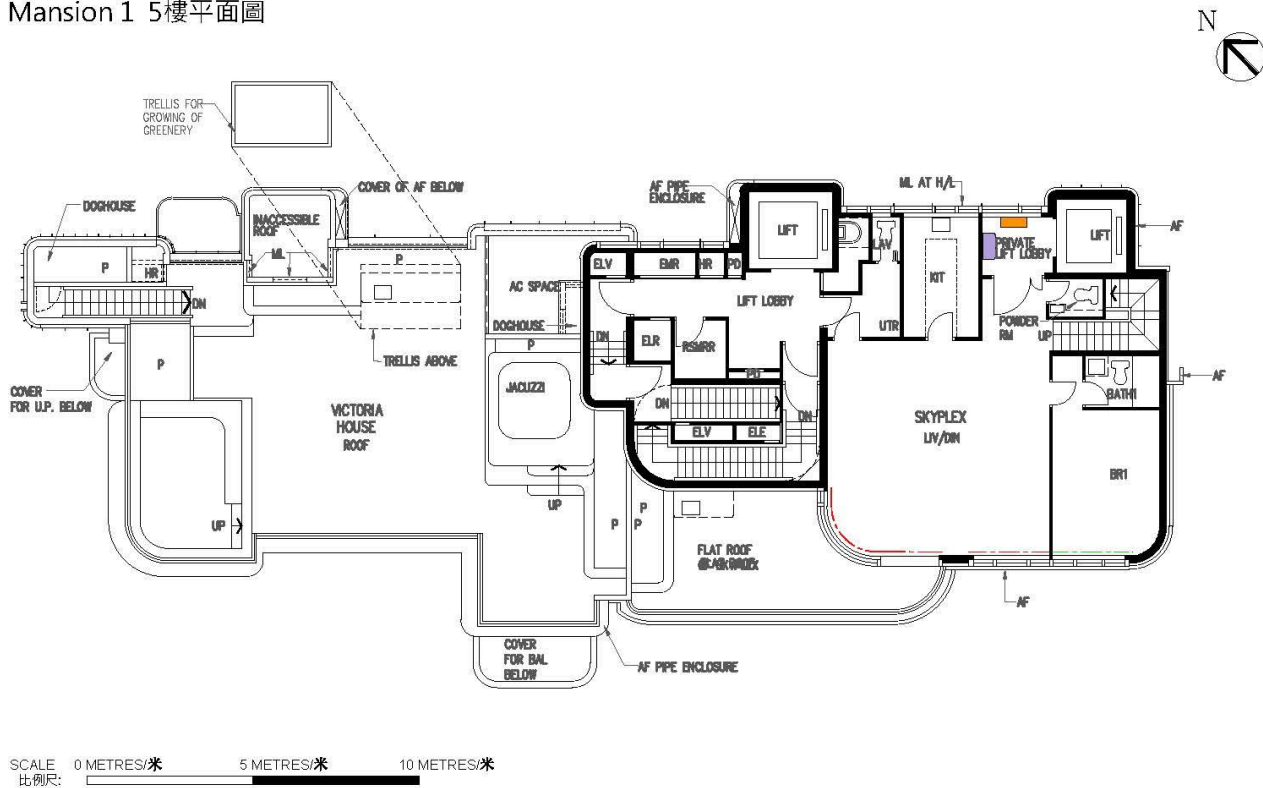 Mansion 1 5樓平面圖
N
TRELLIS FOR
GROWING OF
GREENERY
COVER OF AF BELOW
AF PIPE
ENCLOSURE
ML AT H/L
DOGHOUSE
INACCESSIBLE
ROOF
LIFT
LAV
PRIVATE
LIFT LOBBY
LIFT
AF
ML
P
P
HR
ELV
EMR
HR
PD
KIT
AC SPACE
LIFT LOBBY
DN
DOGHOUSE
UTR
POWDER
RM
UP
DN
ELR
RSMRR
P
TRELLIS ABOVE
P
PD
AF
COVER
FOR U.P. BELOW
JACUZZI
BATH1
VICTORIA
HOUSE
ROOF
DN
DN
SKYPLEX
LIV/DIN
ELV
ELE
BR1
UP
UP
P
P
P
FLAT ROOF
AF
COVER
FOR BAL
BELOW
AF PIPE ENCLOSURE
SCALE 0 METRES/米 5 METRES/米 10 METRES/米
比例尺: